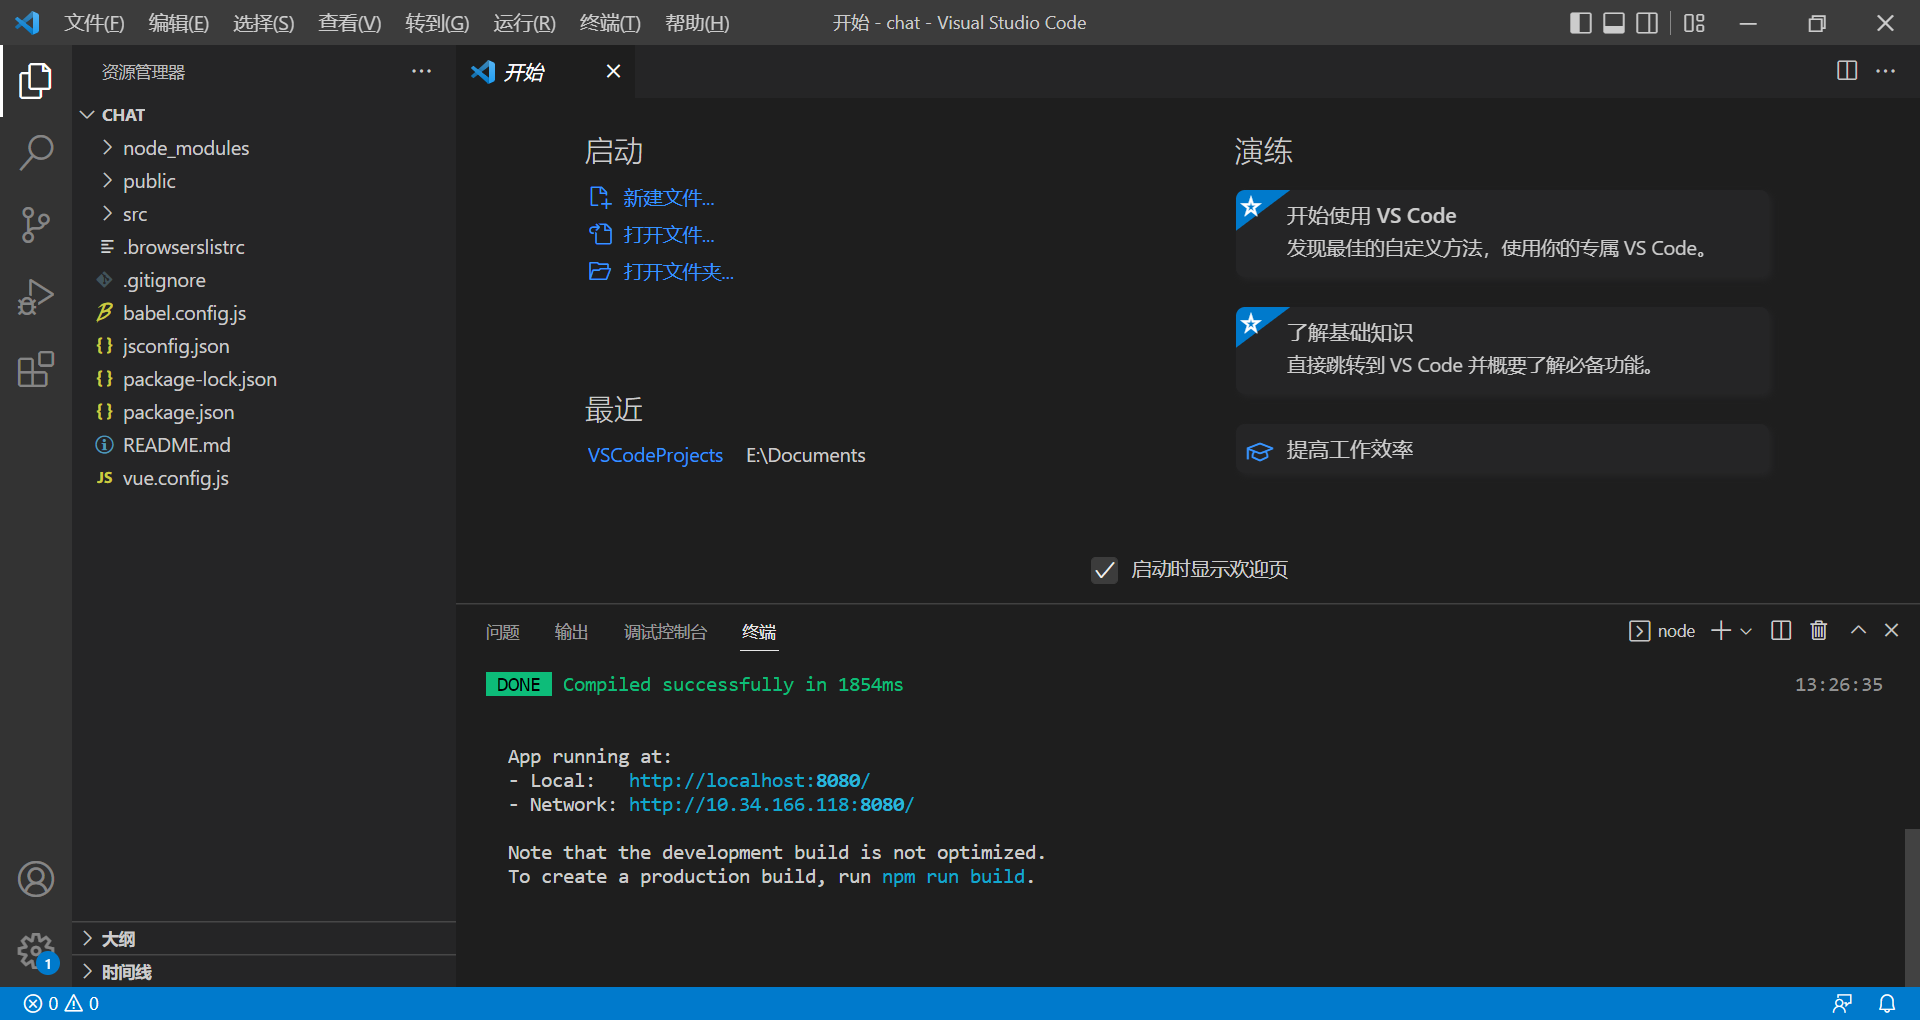 文件(F) 编辑(E) 选择(S) 查看(V) 转到(G) 运行(R) 终端(T) 帮助(H) 开始 - chat - Visual Studio Code
资源管理器
CHAT
node_modules
public
src
.browserslistrc
.gitignore
babel.config.js
jsconfig.json
package-lock.json
package.json
README.md
vue.config.js
大纲
时间线
开始
启动
新建文件...
打开文件...
打开文件夹...
最近
VSCodeProjects E:\Documents
演练
开始使用 VS Code
发现最佳的自定义方法，使用你的专属 VS Code。
了解基础知识
直接跳转到 VS Code 并概要了解必备功能。
提高工作效率
启动时显示欢迎页
问题 输出 调试控制台 终端 node
DONE Compiled successfully in 1854ms 13:26:35
App running at:
- Local: http://localhost:8080/
- Network: http://10.34.166.118:8080/
Note that the development build is not optimized.
To create a production build, run npm run build.
1
0 0